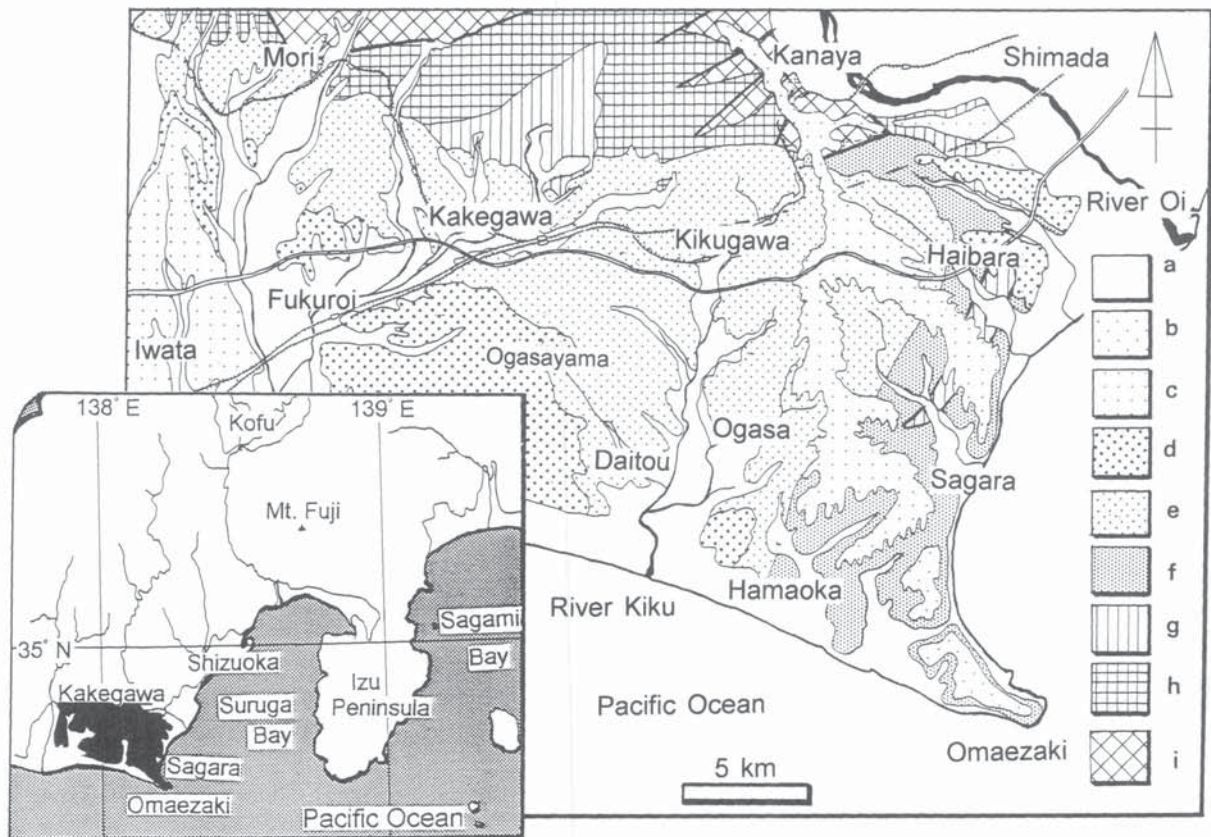 Mori
Kanaya
Shimada
Kakegawa
Kikugawa
River Oi
Haibara
Fukuroi
Iwata
Ogasayama
Ogasa
Daitou
Sagara
Hamaoka
River Kiku
Pacific Ocean
Omaezaki
5 km
a
b
c
d
e
f
g
h
i
138° E
139° E
Kofu
Mt. Fuji
35° N
Shizuoka
Sagami
Bay
Kakegawa
Suruga
Bay
Izu
Peninsula
Sagara
Omaezaki
Pacific Ocean